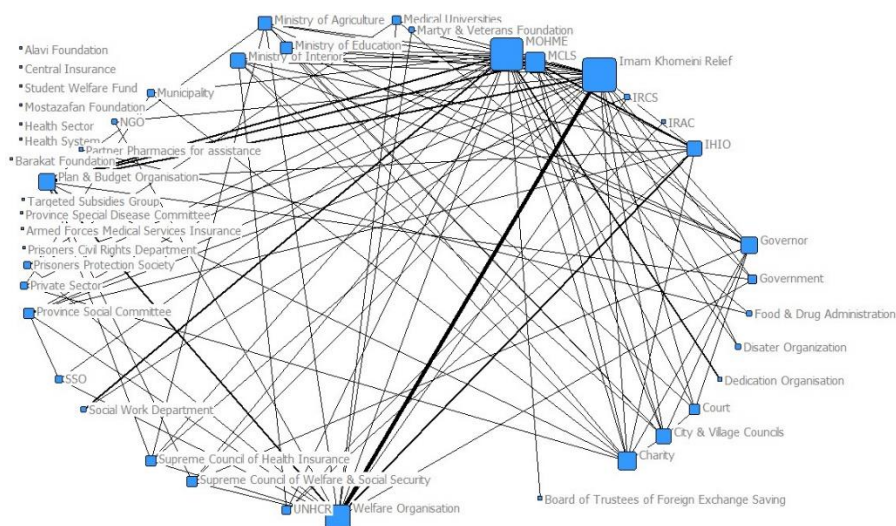 Ministry of Agriculture
Medical Universities
Martyr & Veterans Foundation
MOHME
Ministry of Education
MCLS
Ministry of Interior
Imam Khomeini Relief
Alavi Foundation
Central Insurance
Student Welfare Fund
Municipality
IRCS
Mostazafan Foundation
NGO
IRAC
Health Sector
Health System
Partner Pharmacies for assistance
IHIO
Barakat Foundation
Plan & Budget Organisation
Targeted Subsidies Group
Province Special Disease Committee
Armed Forces Medical Services Insurance
Governor
Prisoners Civil Rights Department
Prisoners Protection Society
Government
Private Sector
Province Social Committee
Food & Drug Administration
Disater Organization
SSO
Dedication Organisation
Social Work Department
Court
City & Village Councils
Charity
Supreme Council of Health Insurance
Supreme Council of Welfare & Social Security
Board of Trustees of Foreign Exchange Saving
UNHCR
Welfare Organisation